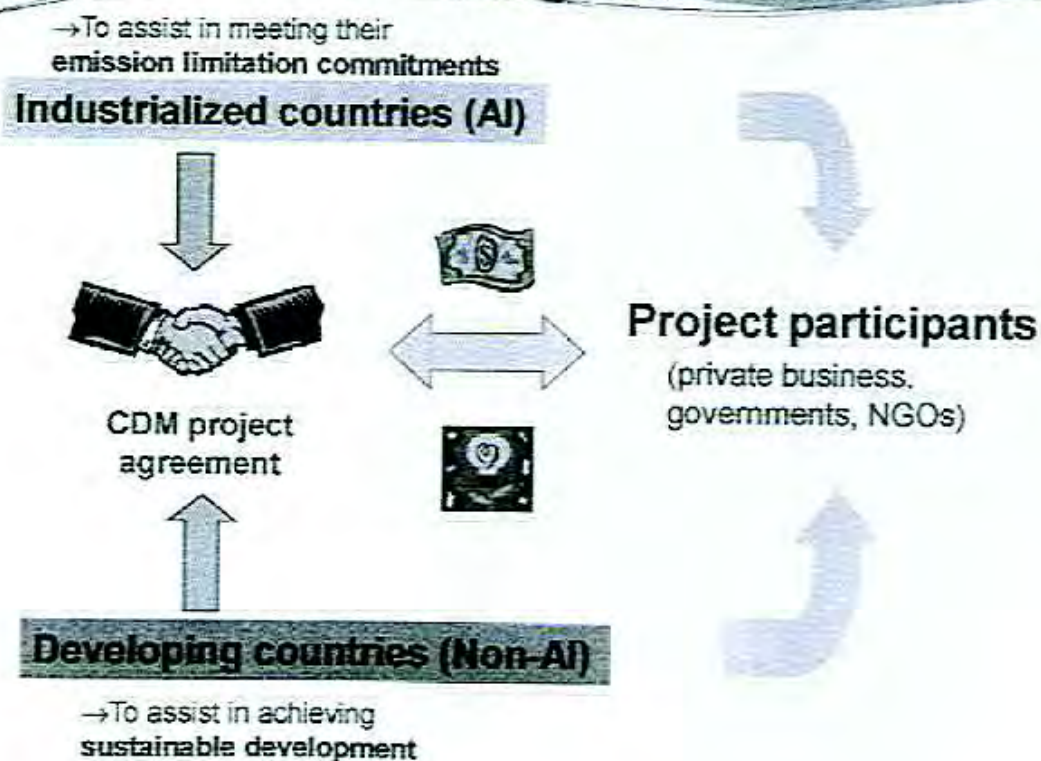 →To assist in meeting their
emission limitation commitments
Industrialized countries (AI)
Project participants
(private business,
governments, NGOs)
CDM project
agreement
Developing countries (Non-AI)
→To assist in achieving
sustainable development